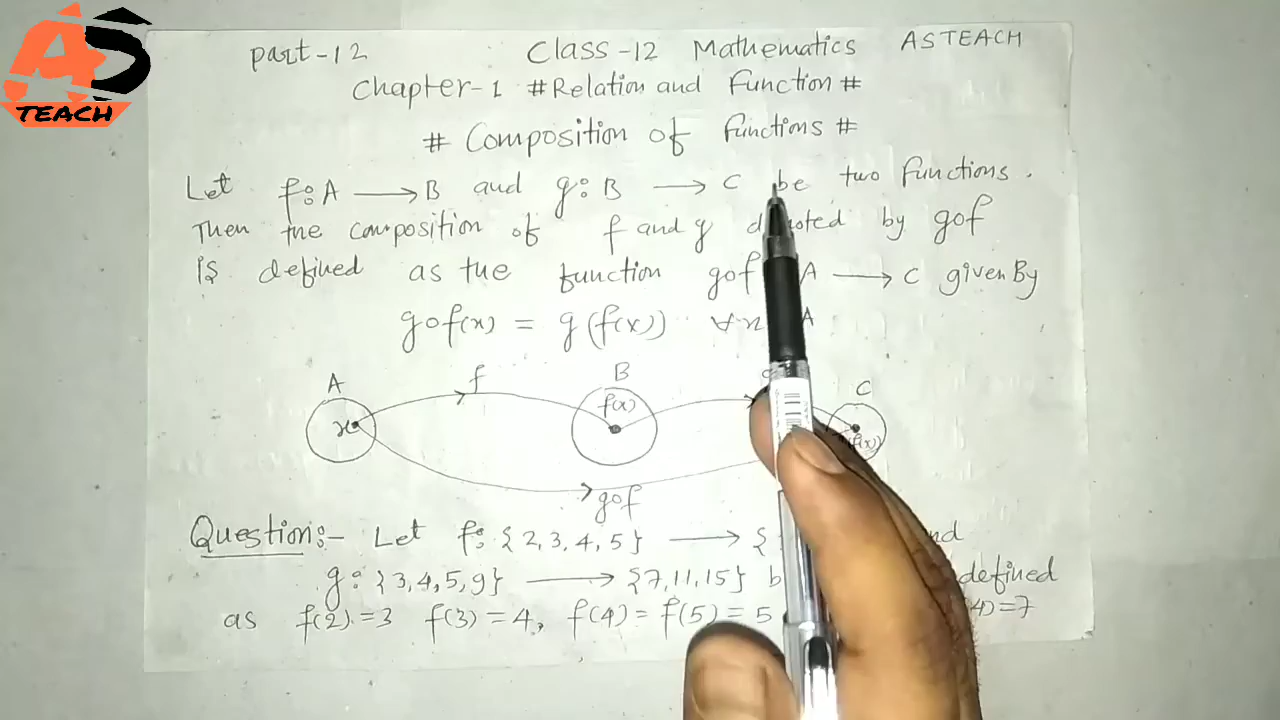 AS
TEACH
part-12 Class-12 Mathematics ASTEACH
Chapter-1 #Relation and Function#
# Composition of functions #
Let f: A → B and g: B → C be two functions.
Then the composition of f and g denoted by gof
is defined as the function gof A → C given By
gof(x) = g(f(x)) ∀ A
A f B C
x f(x) (f(x))
gof
Question:- Let f: {2,3,4,5} → { nd
g: {3,4,5,9} → {7,11,15} b defined
as f(2)=3 f(3)=4, f(4)=f(5)=5 4)=7